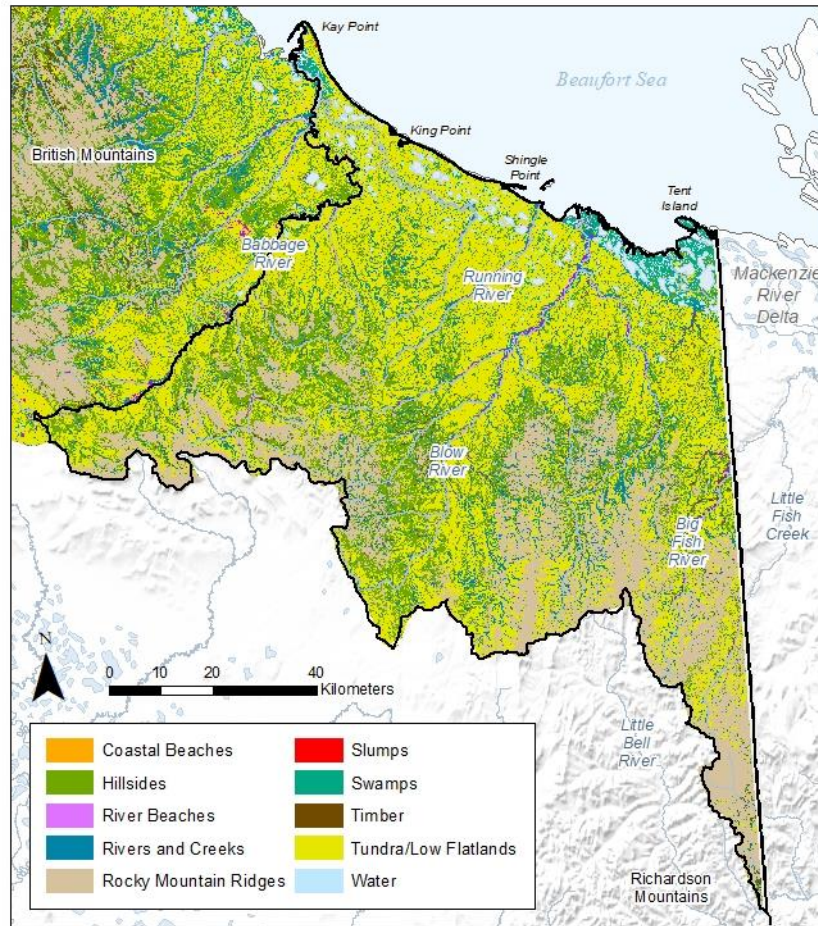 Kay Point
Beaufort Sea
King Point
British Mountains
Shingle
Point
Tent
Island
Babbage
River
Running
River
Mackenzie
River
Delta
Blow
River
Little
Fish
Creek
Big
Fish
River
N
0 10 20 40
Kilometers
Little
Bell
River
Coastal Beaches
Hillsides
River Beaches
Rivers and Creeks
Rocky Mountain Ridges
Slumps
Swamps
Timber
Tundra/Low Flatlands
Water
Richardson
Mountains